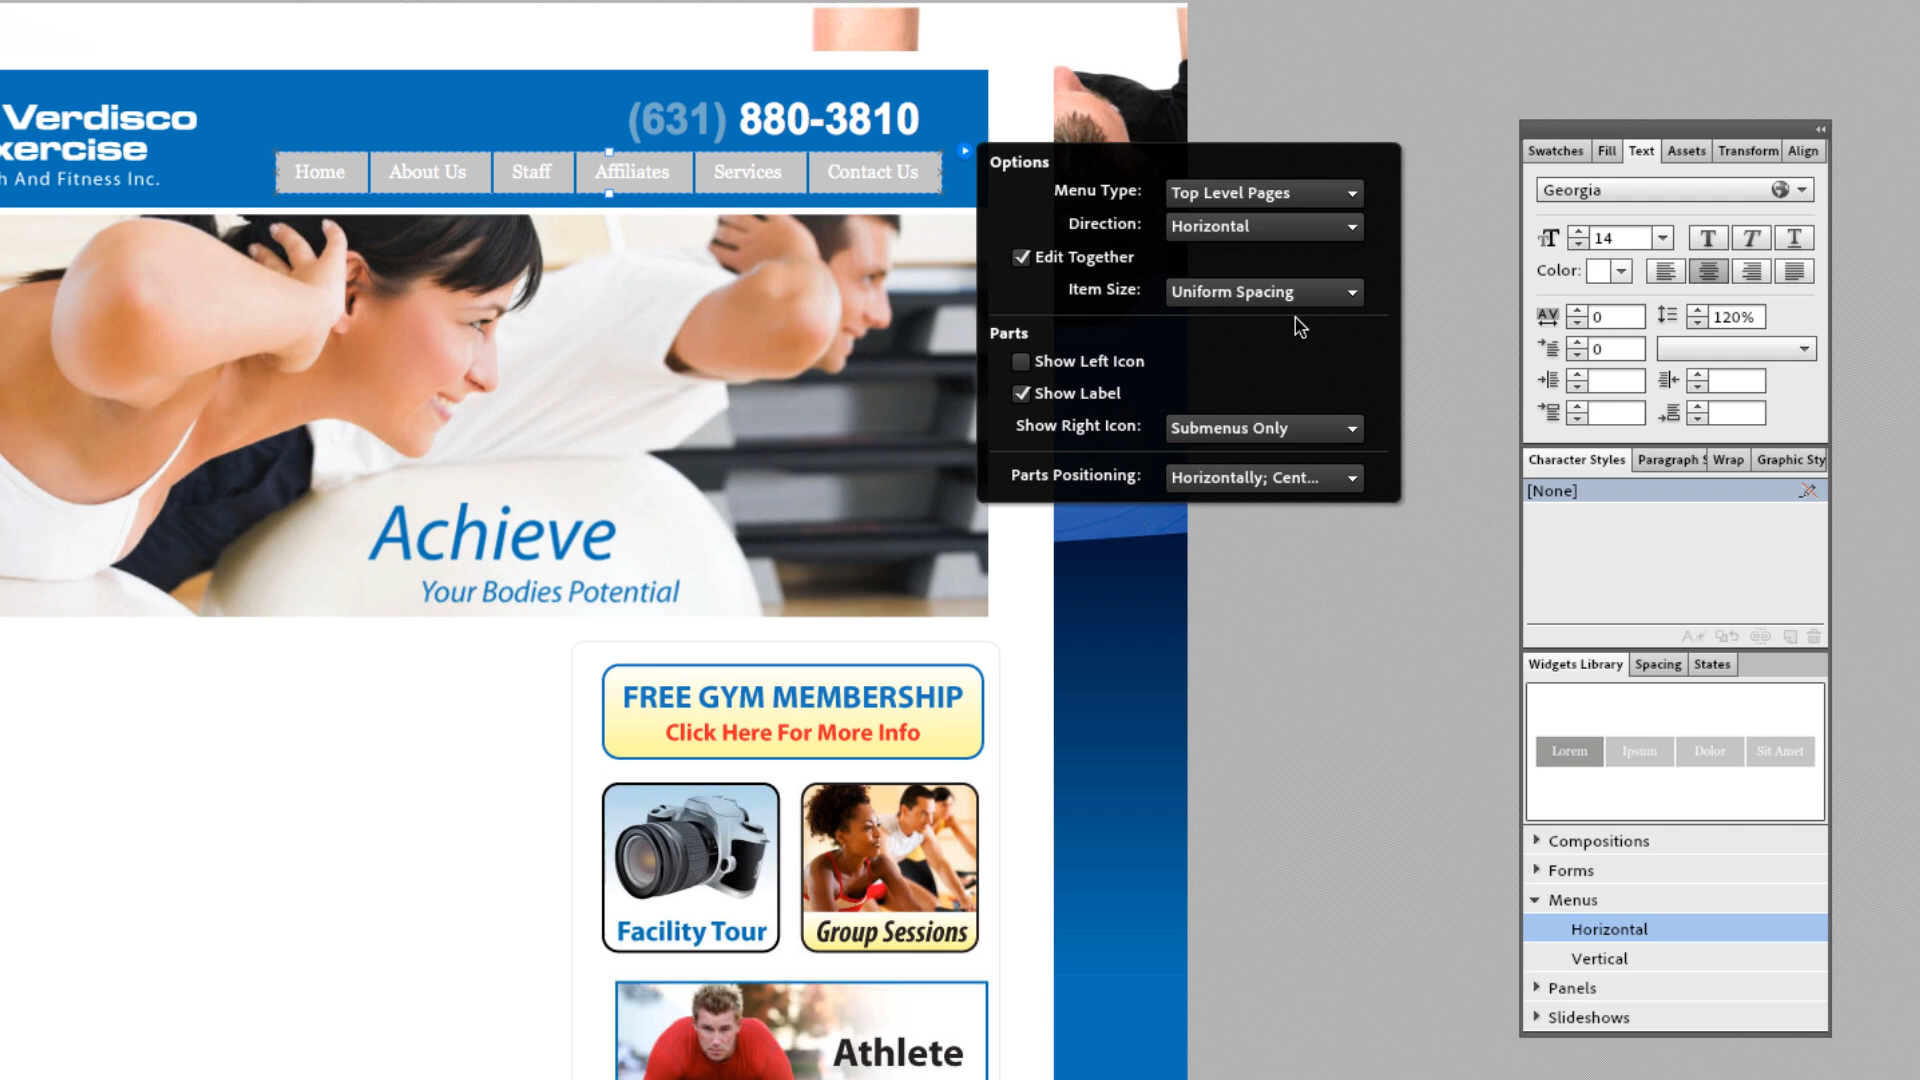 Verdisco
xercise
h And Fitness Inc.
(631) 880-3810
Home
About Us
Staff
Affiliates
Services
Contact Us
Achieve
Your Bodies Potential
FREE GYM MEMBERSHIP
Click Here For More Info
Facility Tour
Group Sessions
Athlete
Options
Menu Type: Top Level Pages
Direction: Horizontal
Edit Together
Item Size: Uniform Spacing
Parts
Show Left Icon
Show Label
Show Right Icon: Submenus Only
Parts Positioning: Horizontally; Cent...
Swatches Fill Text Assets Transform Align
Georgia
14
Color:
0 120%
0
Character Styles Paragraph S Wrap Graphic Sty
[None]
Widgets Library Spacing States
Lorem Ipsum Dolor Sit Amet
Compositions
Forms
Menus
Horizontal
Vertical
Panels
Slideshows